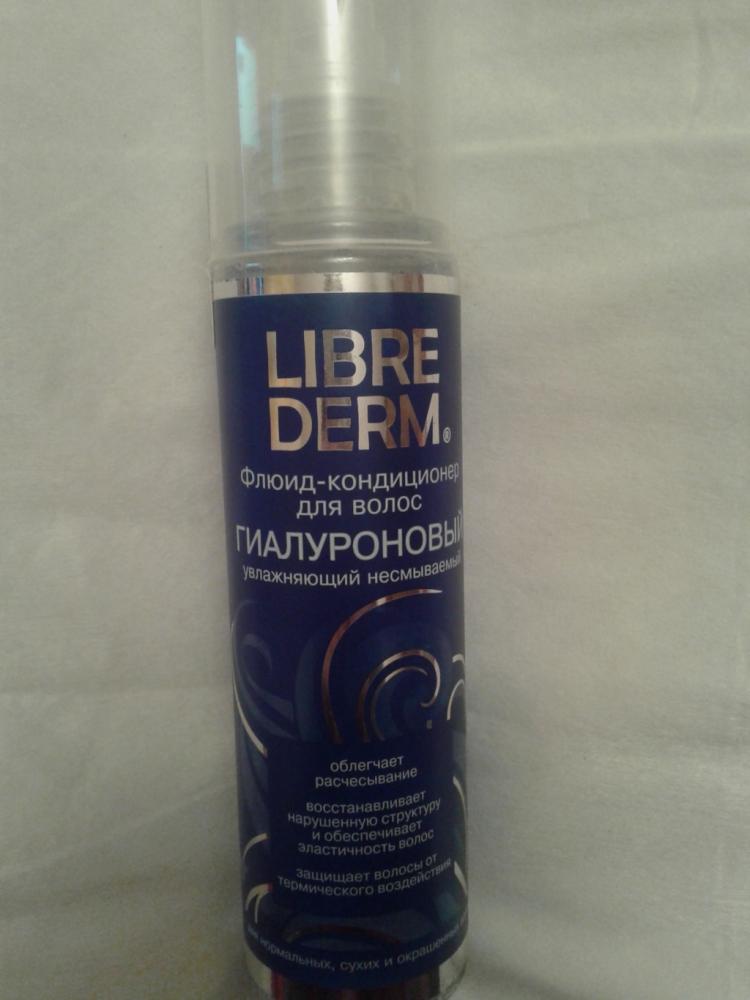 LIBRE
DERM®
Флюид-кондиционер
для волос
ГИАЛУРОНОВЫЙ
увлажняющий несмываемый
облегчает
расчесывание
восстанавливает
нарушенную структуру
и обеспечивает
эластичность волос
защищает волосы от
термического воздействия
для нормальных, сухих и окрашенных